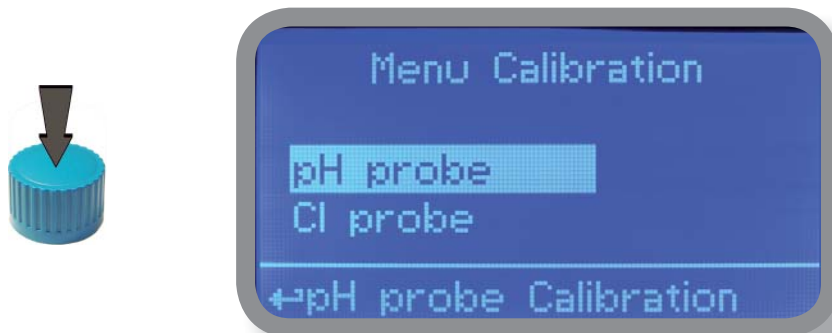 Menu Calibration
pH probe
Cl probe
↩pH probe Calibration